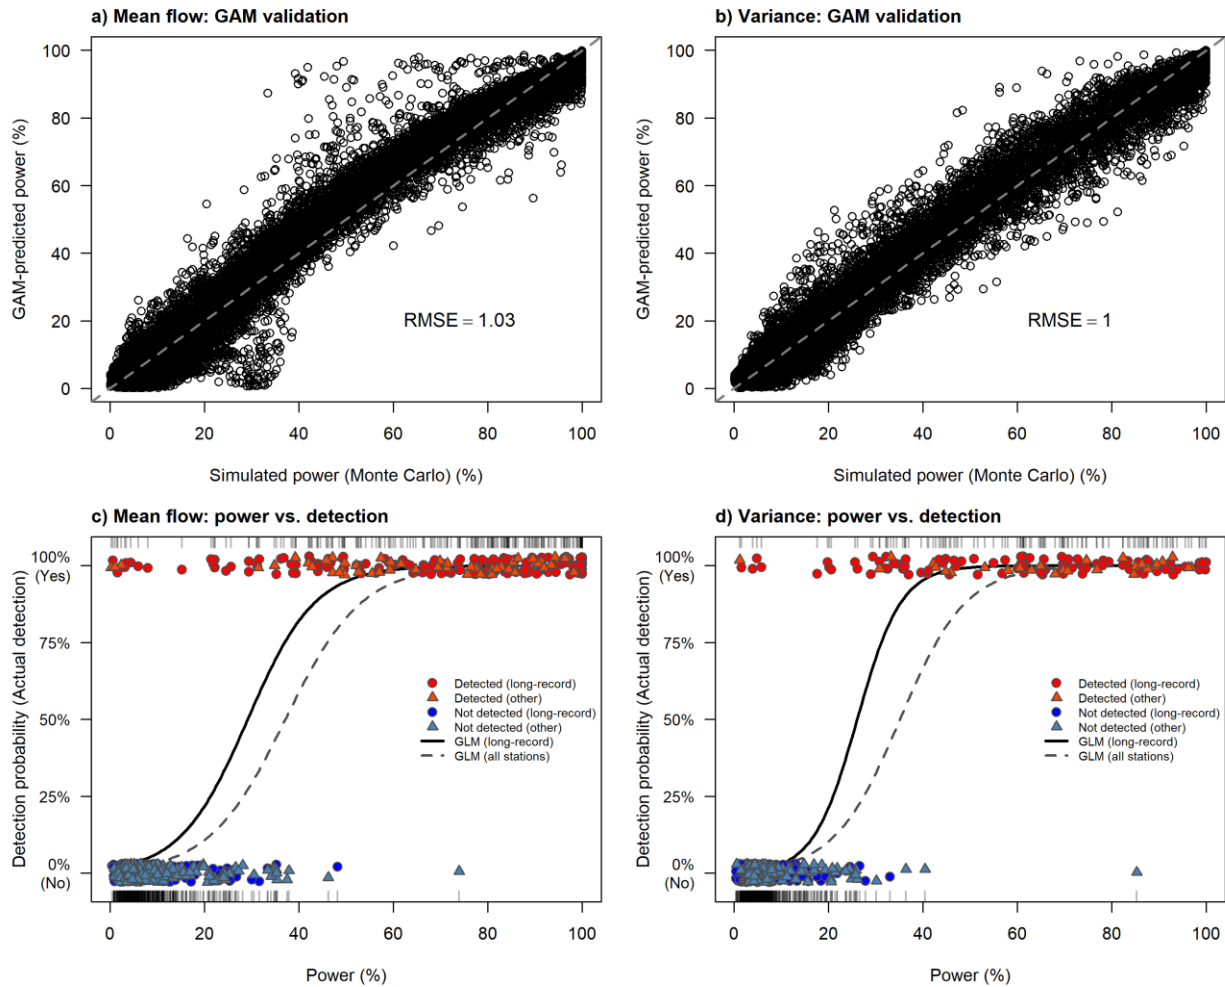 a) Mean flow: GAM validation
GAM-predicted power (%)
100
80
60
40
20
0
RMSE = 1.03
0 20 40 60 80 100
Simulated power (Monte Carlo) (%)
b) Variance: GAM validation
GAM-predicted power (%)
100
80
60
40
20
0
RMSE = 1
0 20 40 60 80 100
Simulated power (Monte Carlo) (%)
c) Mean flow: power vs. detection
Detection probability (Actual detection)
100%
(Yes)
75%
50%
25%
0%
(No)
Detected (long-record)
Detected (other)
Not detected (long-record)
Not detected (other)
GLM (long-record)
GLM (all stations)
0 20 40 60 80 100
Power (%)
d) Variance: power vs. detection
Detection probability (Actual detection)
100%
(Yes)
75%
50%
25%
0%
(No)
Detected (long-record)
Detected (other)
Not detected (long-record)
Not detected (other)
GLM (long-record)
GLM (all stations)
0 20 40 60 80 100
Power (%)